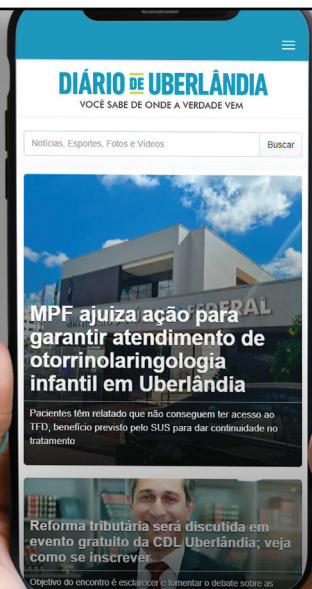 DIÁRIO DE UBERLÂNDIA
VOCÊ SABE DE ONDE A VERDADE VEM
Notícias, Esportes, Fotos e Vídeos
Buscar
FEDERAL
MPF ajuiza ação para
garantir atendimento de
otorrinolaringologia
infantil em Uberlândia
Pacientes têm relatado que não conseguem ter acesso ao
TFD, benefício previsto pelo SUS para dar continuidade no
tratamento
Reforma tributária será discutida em
evento gratuito da CDL Uberlândia; veja
como se inscrever
Objetivo do encontro é esclarecer e fomentar o debate sobre as